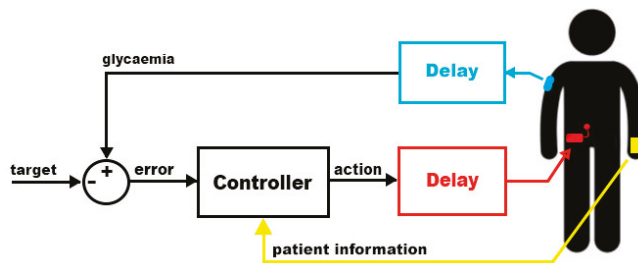 glycaemia
Delay
target
- +
error
Controller
action
Delay
patient information